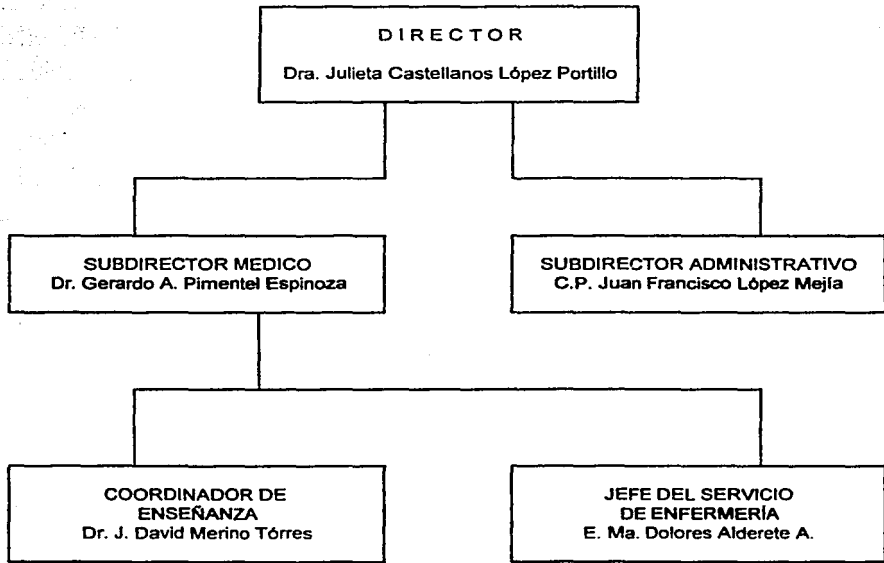 DIRECTOR
Dra. Julieta Castellanos López Portillo
SUBDIRECTOR MEDICO
Dr. Gerardo A. Pimentel Espinoza
SUBDIRECTOR ADMINISTRATIVO
C.P. Juan Francisco López Mejía
COORDINADOR DE
ENSEÑANZA
Dr. J. David Merino Tórres
JEFE DEL SERVICIO
DE ENFERMERÍA
E. Ma. Dolores Alderete A.